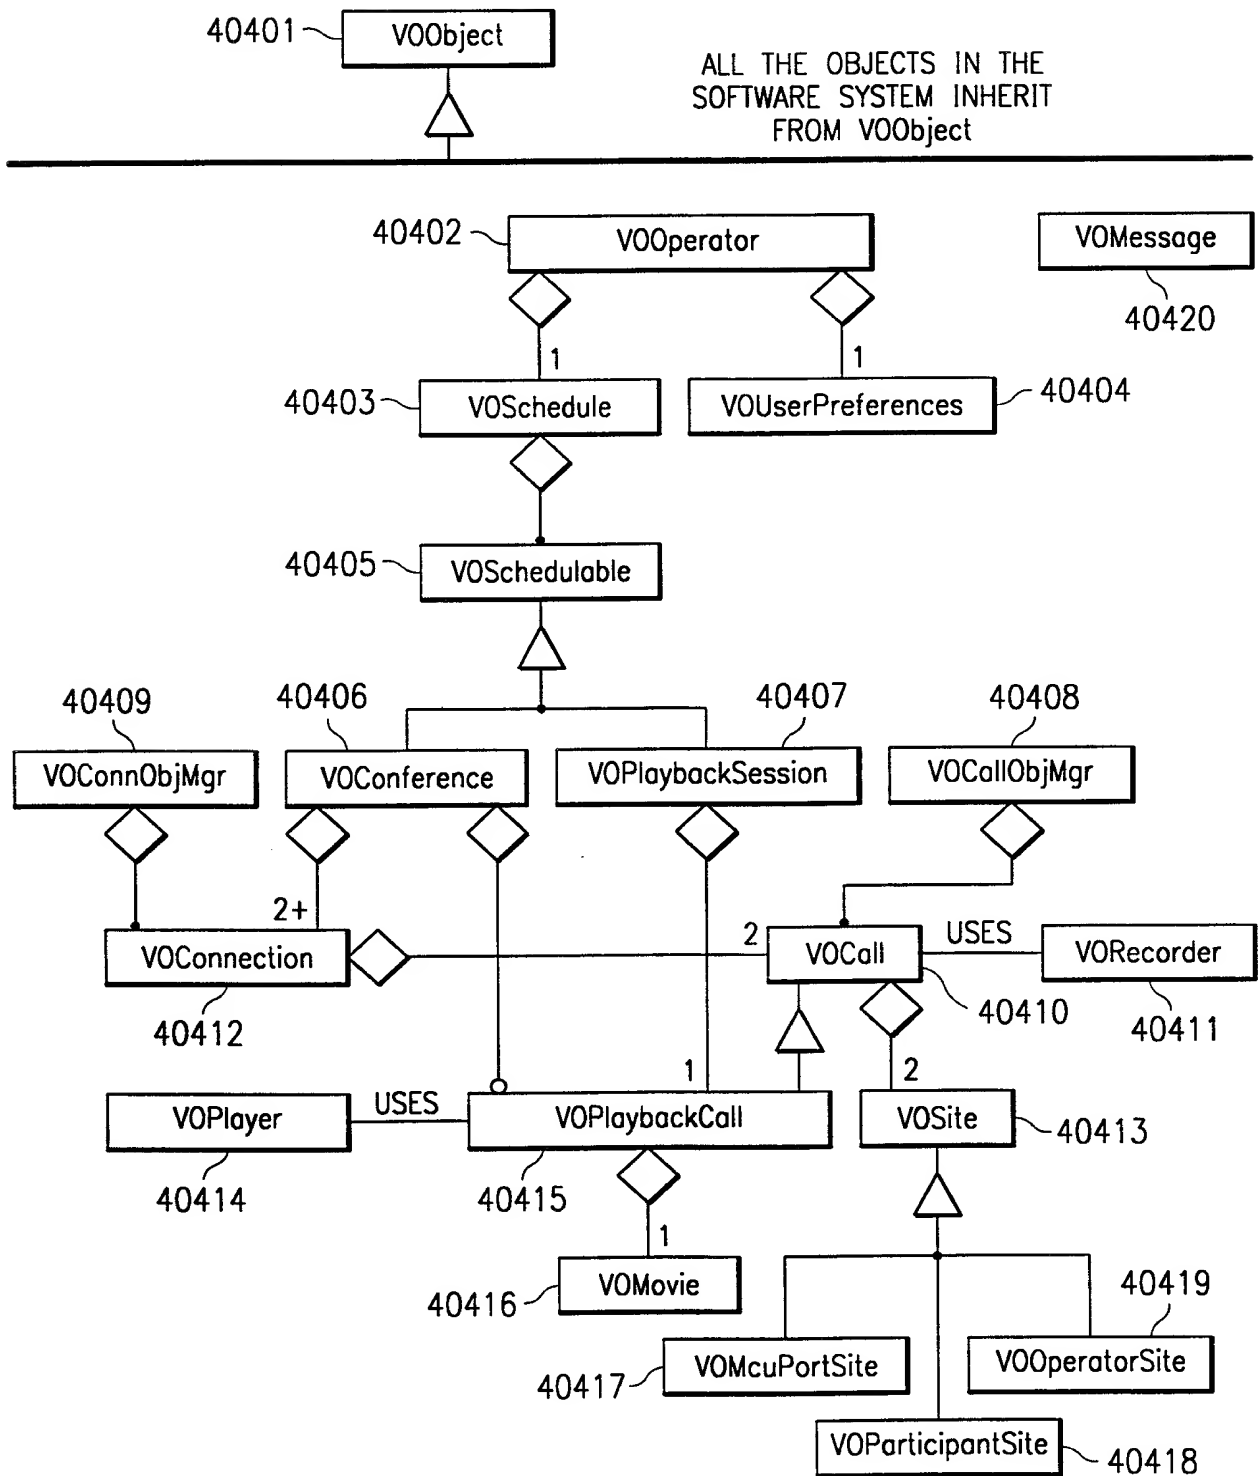 40401
VOObject
ALL THE OBJECTS IN THE
SOFTWARE SYSTEM INHERIT
FROM VOObject
40402
VOOperator
VOMessage
40420
1
1
40403
VOSchedule
VOUserPreferences
40404
40405
VOSchedulable
40409
40406
40407
40408
VOConnObjMgr
VOConference
VOPlaybackSession
VOCallObjMgr
2+
VOConnection
2
VOCall
USES
VORecorder
40412
40410
40411
1
2
VOPlayer
USES
VOPlaybackCall
VOSite
40413
40414
40415
1
40416
VOMovie
40419
40417
VOMcuPortSite
VOOperatorSite
VOParticipantSite
40418